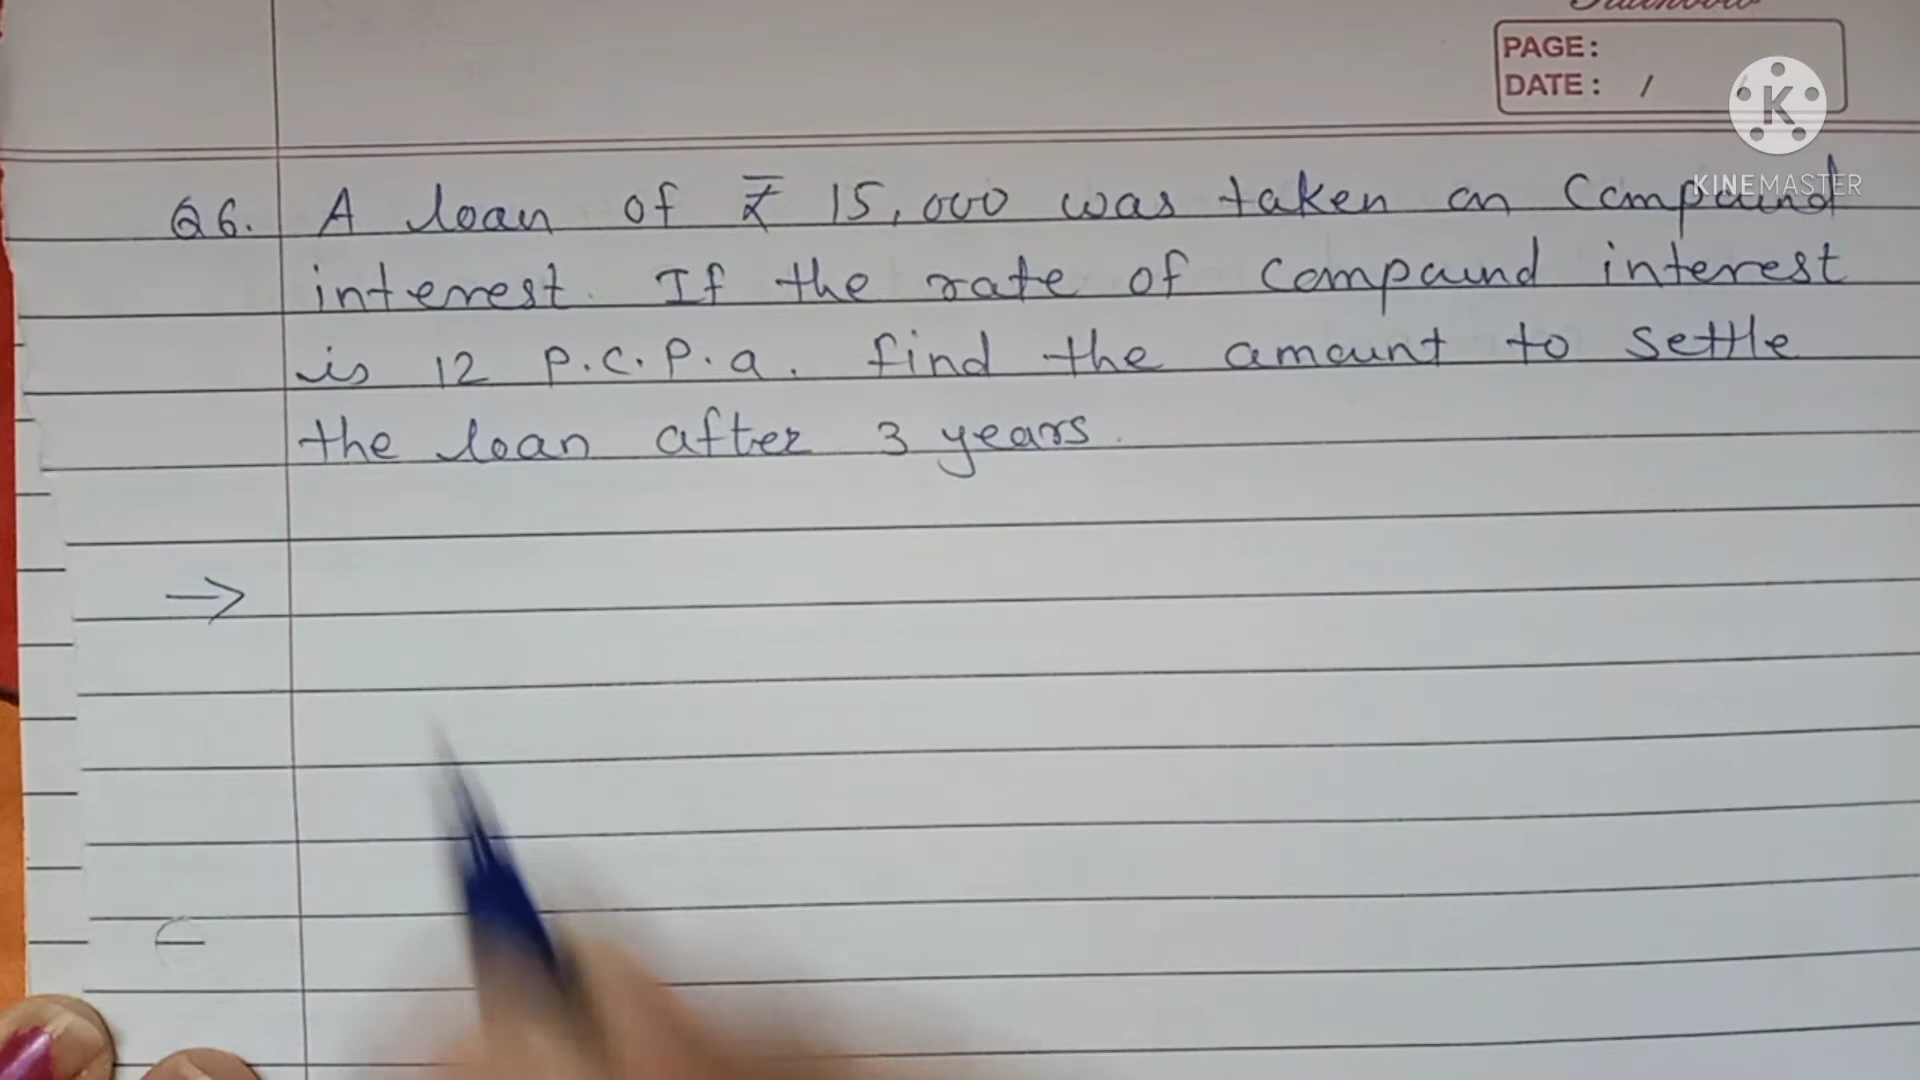 PAGE:
DATE: /
KINEMASTER
Q6. A loan of ₹ 15,000 was taken on Compound
interest. If the rate of compound interest
is 12 P.C.P.a. find the amount to settle
the loan after 3 years.
→